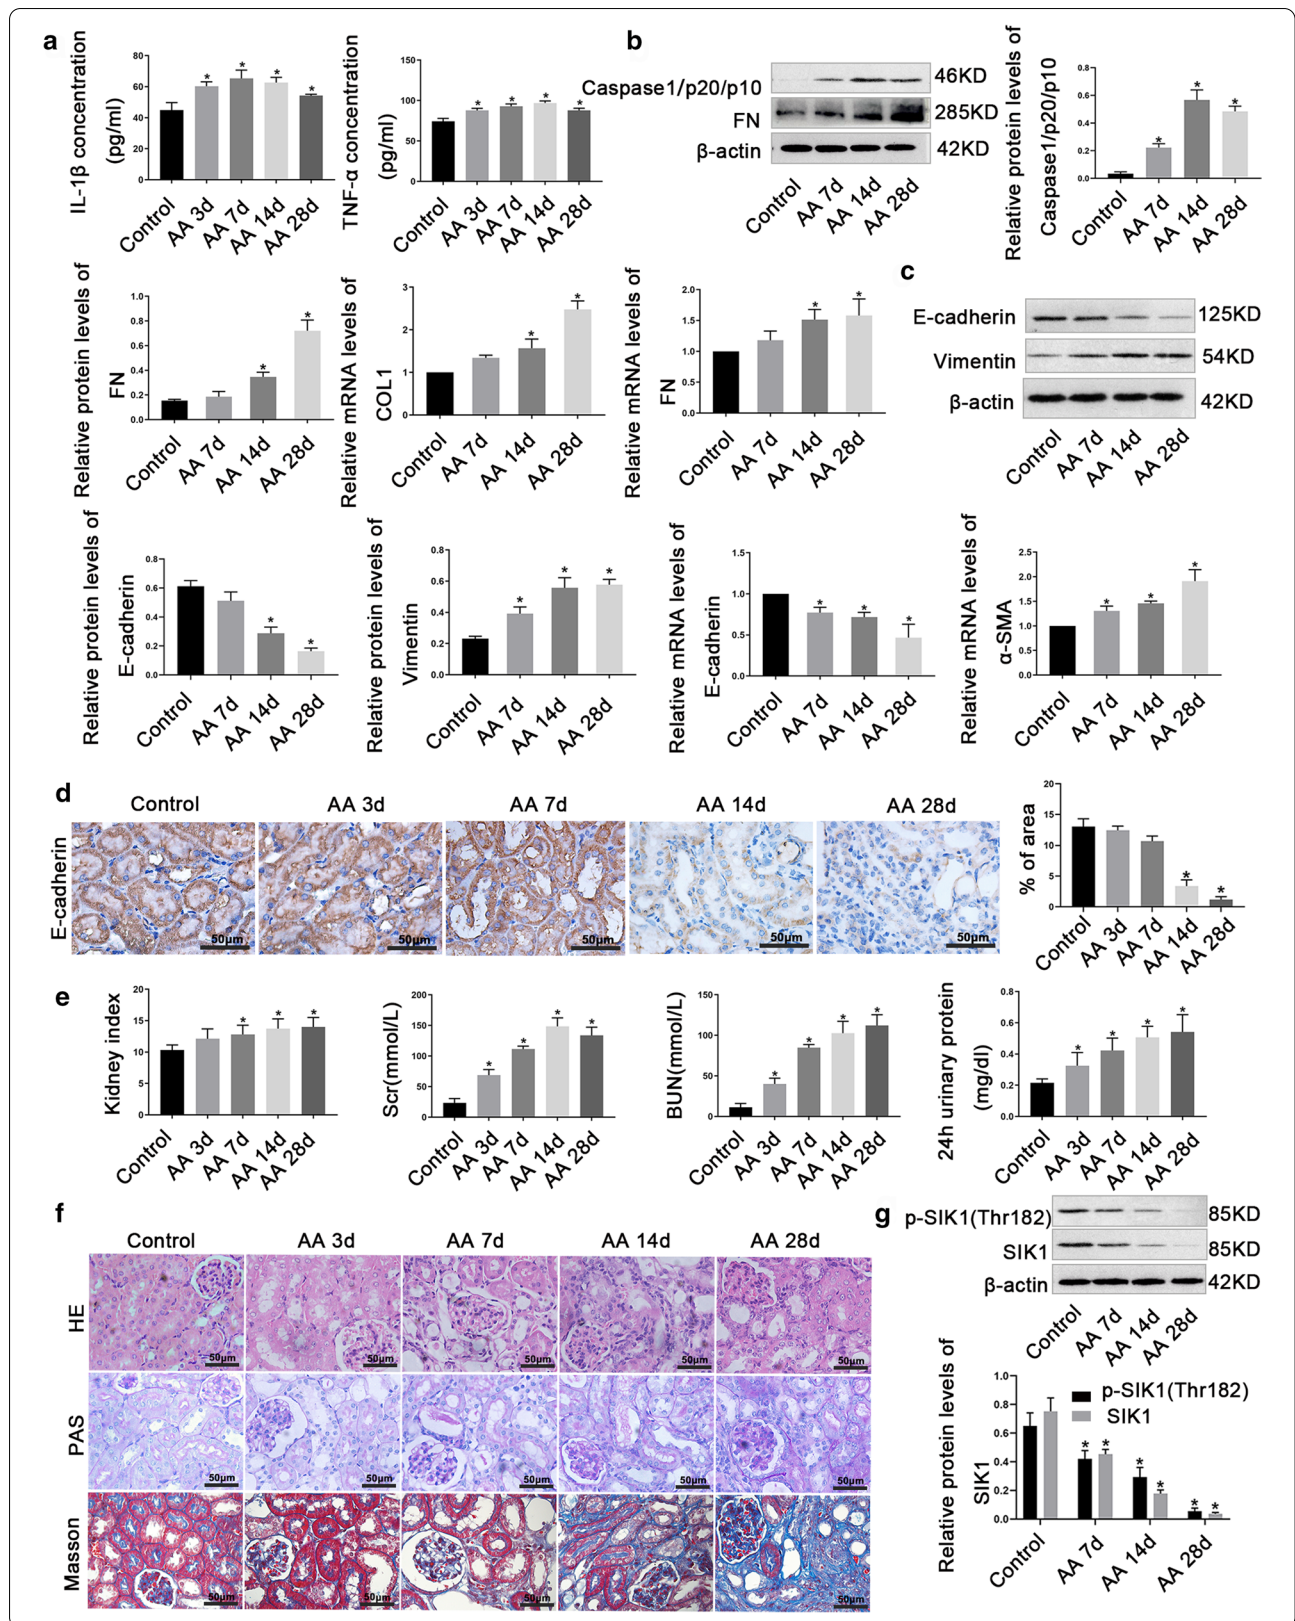 a
IL-1β concentration
(pg/ml)
80
60
40
20
0
Control
AA 3d
AA 7d
AA 14d
AA 28d
* * * *
TNF-α concentration
(pg/ml)
150
100
50
0
Control
AA 3d
AA 7d
AA 14d
AA 28d
* * * *
b
Caspase1/p20/p10
46KD
FN
285KD
β-actin
42KD
Control
AA 7d
AA 14d
AA 28d
Relative protein levels of
Caspase1/p20/p10
0.8
0.6
0.4
0.2
0.0
Control
AA 7d
AA 14d
AA 28d
* * *
Relative protein levels of
FN
1.0
0.8
0.6
0.4
0.2
0.0
Control
AA 7d
AA 14d
AA 28d
* *
Relative mRNA levels of
COL1
3
2
1
0
Control
AA 7d
AA 14d
AA 28d
* *
Relative mRNA levels of
FN
2.0
1.5
1.0
0.5
0.0
Control
AA 7d
AA 14d
AA 28d
* *
c
E-cadherin
125KD
Vimentin
54KD
β-actin
42KD
Control
AA 7d
AA 14d
AA 28d
Relative protein levels of
E-cadherin
0.8
0.6
0.4
0.2
0.0
Control
AA 7d
AA 14d
AA 28d
* *
Relative protein levels of
Vimentin
0.8
0.6
0.4
0.2
0.0
Control
AA 7d
AA 14d
AA 28d
* * *
Relative mRNA levels of
E-cadherin
1.5
1.0
0.5
0.0
Control
AA 7d
AA 14d
AA 28d
* * *
Relative mRNA levels of
α-SMA
2.5
2.0
1.5
1.0
0.5
0.0
Control
AA 7d
AA 14d
AA 28d
* * *
d
Control
AA 3d
AA 7d
AA 14d
AA 28d
E-cadherin
50μm
50μm
50μm
50μm
50μm
% of area
20
15
10
5
0
Control
AA 3d
AA 7d
AA 14d
AA 28d
* *
e
Kidney index
20
15
10
5
0
Control
AA 3d
AA 7d
AA 14d
AA 28d
* * *
Scr(mmol/L)
200
150
100
50
0
Control
AA 3d
AA 7d
AA 14d
AA 28d
* * * *
BUN(mmol/L)
150
100
50
0
Control
AA 3d
AA 7d
AA 14d
AA 28d
* * * *
24h urinary protein
(mg/dl)
0.8
0.6
0.4
0.2
0.0
Control
AA 3d
AA 7d
AA 14d
AA 28d
* * * *
f
Control
AA 3d
AA 7d
AA 14d
AA 28d
HE
50μm
50μm
50μm
50μm
50μm
PAS
50μm
50μm
50μm
50μm
50μm
Masson
50μm
50μm
50μm
50μm
50μm
g
p-SIK1(Thr182)
85KD
SIK1
85KD
β-actin
42KD
Control
AA 7d
AA 14d
AA 28d
Relative protein levels of
SIK1
1.0
0.8
0.6
0.4
0.2
0.0
p-SIK1(Thr182)
SIK1
Control
AA 7d
AA 14d
AA 28d
* * * * * *